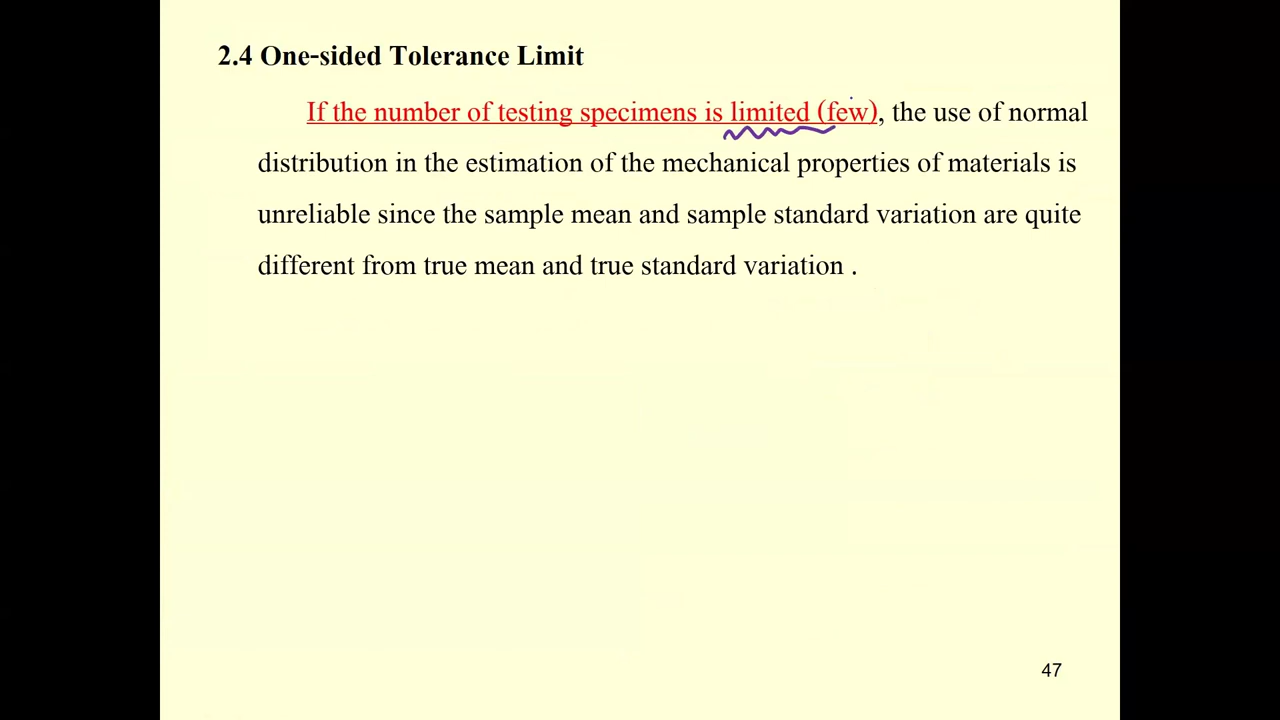 2.4 One-sided Tolerance Limit
If the number of testing specimens is limited (few), the use of normal
distribution in the estimation of the mechanical properties of materials is
unreliable since the sample mean and sample standard variation are quite
different from true mean and true standard variation .
47